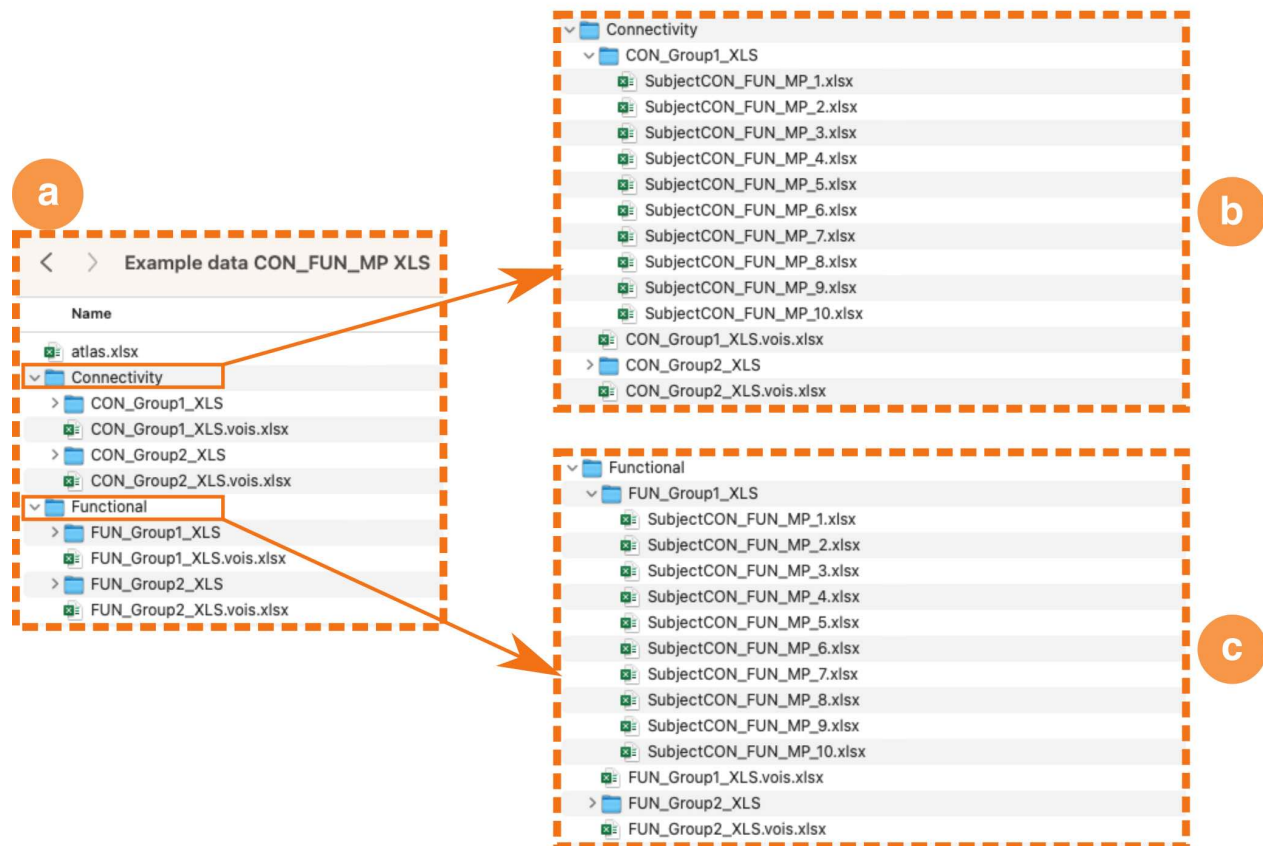 a
Example data CON_FUN_MP XLS
Name
atlas.xlsx
Connectivity
CON_Group1_XLS
CON_Group1_XLS.vois.xlsx
CON_Group2_XLS
CON_Group2_XLS.vois.xlsx
Functional
FUN_Group1_XLS
FUN_Group1_XLS.vois.xlsx
FUN_Group2_XLS
FUN_Group2_XLS.vois.xlsx
b
Connectivity
CON_Group1_XLS
SubjectCON_FUN_MP_1.xlsx
SubjectCON_FUN_MP_2.xlsx
SubjectCON_FUN_MP_3.xlsx
SubjectCON_FUN_MP_4.xlsx
SubjectCON_FUN_MP_5.xlsx
SubjectCON_FUN_MP_6.xlsx
SubjectCON_FUN_MP_7.xlsx
SubjectCON_FUN_MP_8.xlsx
SubjectCON_FUN_MP_9.xlsx
SubjectCON_FUN_MP_10.xlsx
CON_Group1_XLS.vois.xlsx
CON_Group2_XLS
CON_Group2_XLS.vois.xlsx
c
Functional
FUN_Group1_XLS
SubjectCON_FUN_MP_1.xlsx
SubjectCON_FUN_MP_2.xlsx
SubjectCON_FUN_MP_3.xlsx
SubjectCON_FUN_MP_4.xlsx
SubjectCON_FUN_MP_5.xlsx
SubjectCON_FUN_MP_6.xlsx
SubjectCON_FUN_MP_7.xlsx
SubjectCON_FUN_MP_8.xlsx
SubjectCON_FUN_MP_9.xlsx
SubjectCON_FUN_MP_10.xlsx
FUN_Group1_XLS.vois.xlsx
FUN_Group2_XLS
FUN_Group2_XLS.vois.xlsx